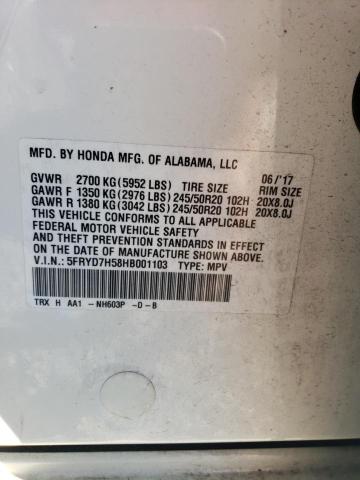 MFD. BY HONDA MFG. OF ALABAMA, LLC
GVWR 2700 KG(5952 LBS) TIRE SIZE 06/'17 RIM SIZE
GAWR F 1350 KG(2976 LBS) 245/50R20 102H 20X8.0J
GAWR R 1380 KG(3042 LBS) 245/50R20 102H 20X8.0J
THIS VEHICLE CONFORMS TO ALL APPLICABLE
FEDERAL MOTOR VEHICLE SAFETY
AND THEFT PREVENTION STANDARDS IN EFFECT
ON THE DATE OF MANUFACTURE SHOWN ABOVE.
V.I.N.: 5FRYD7H58HB001103 TYPE: MPV
TRX H AA1 -NH603P -D-B